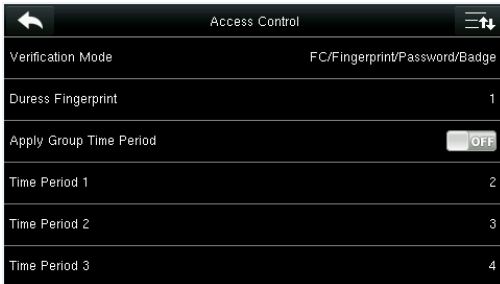 Access Control
Verification Mode FC/Fingerprint/Password/Badge
Duress Fingerprint 1
Apply Group Time Period OFF
Time Period 1 2
Time Period 2 3
Time Period 3 4